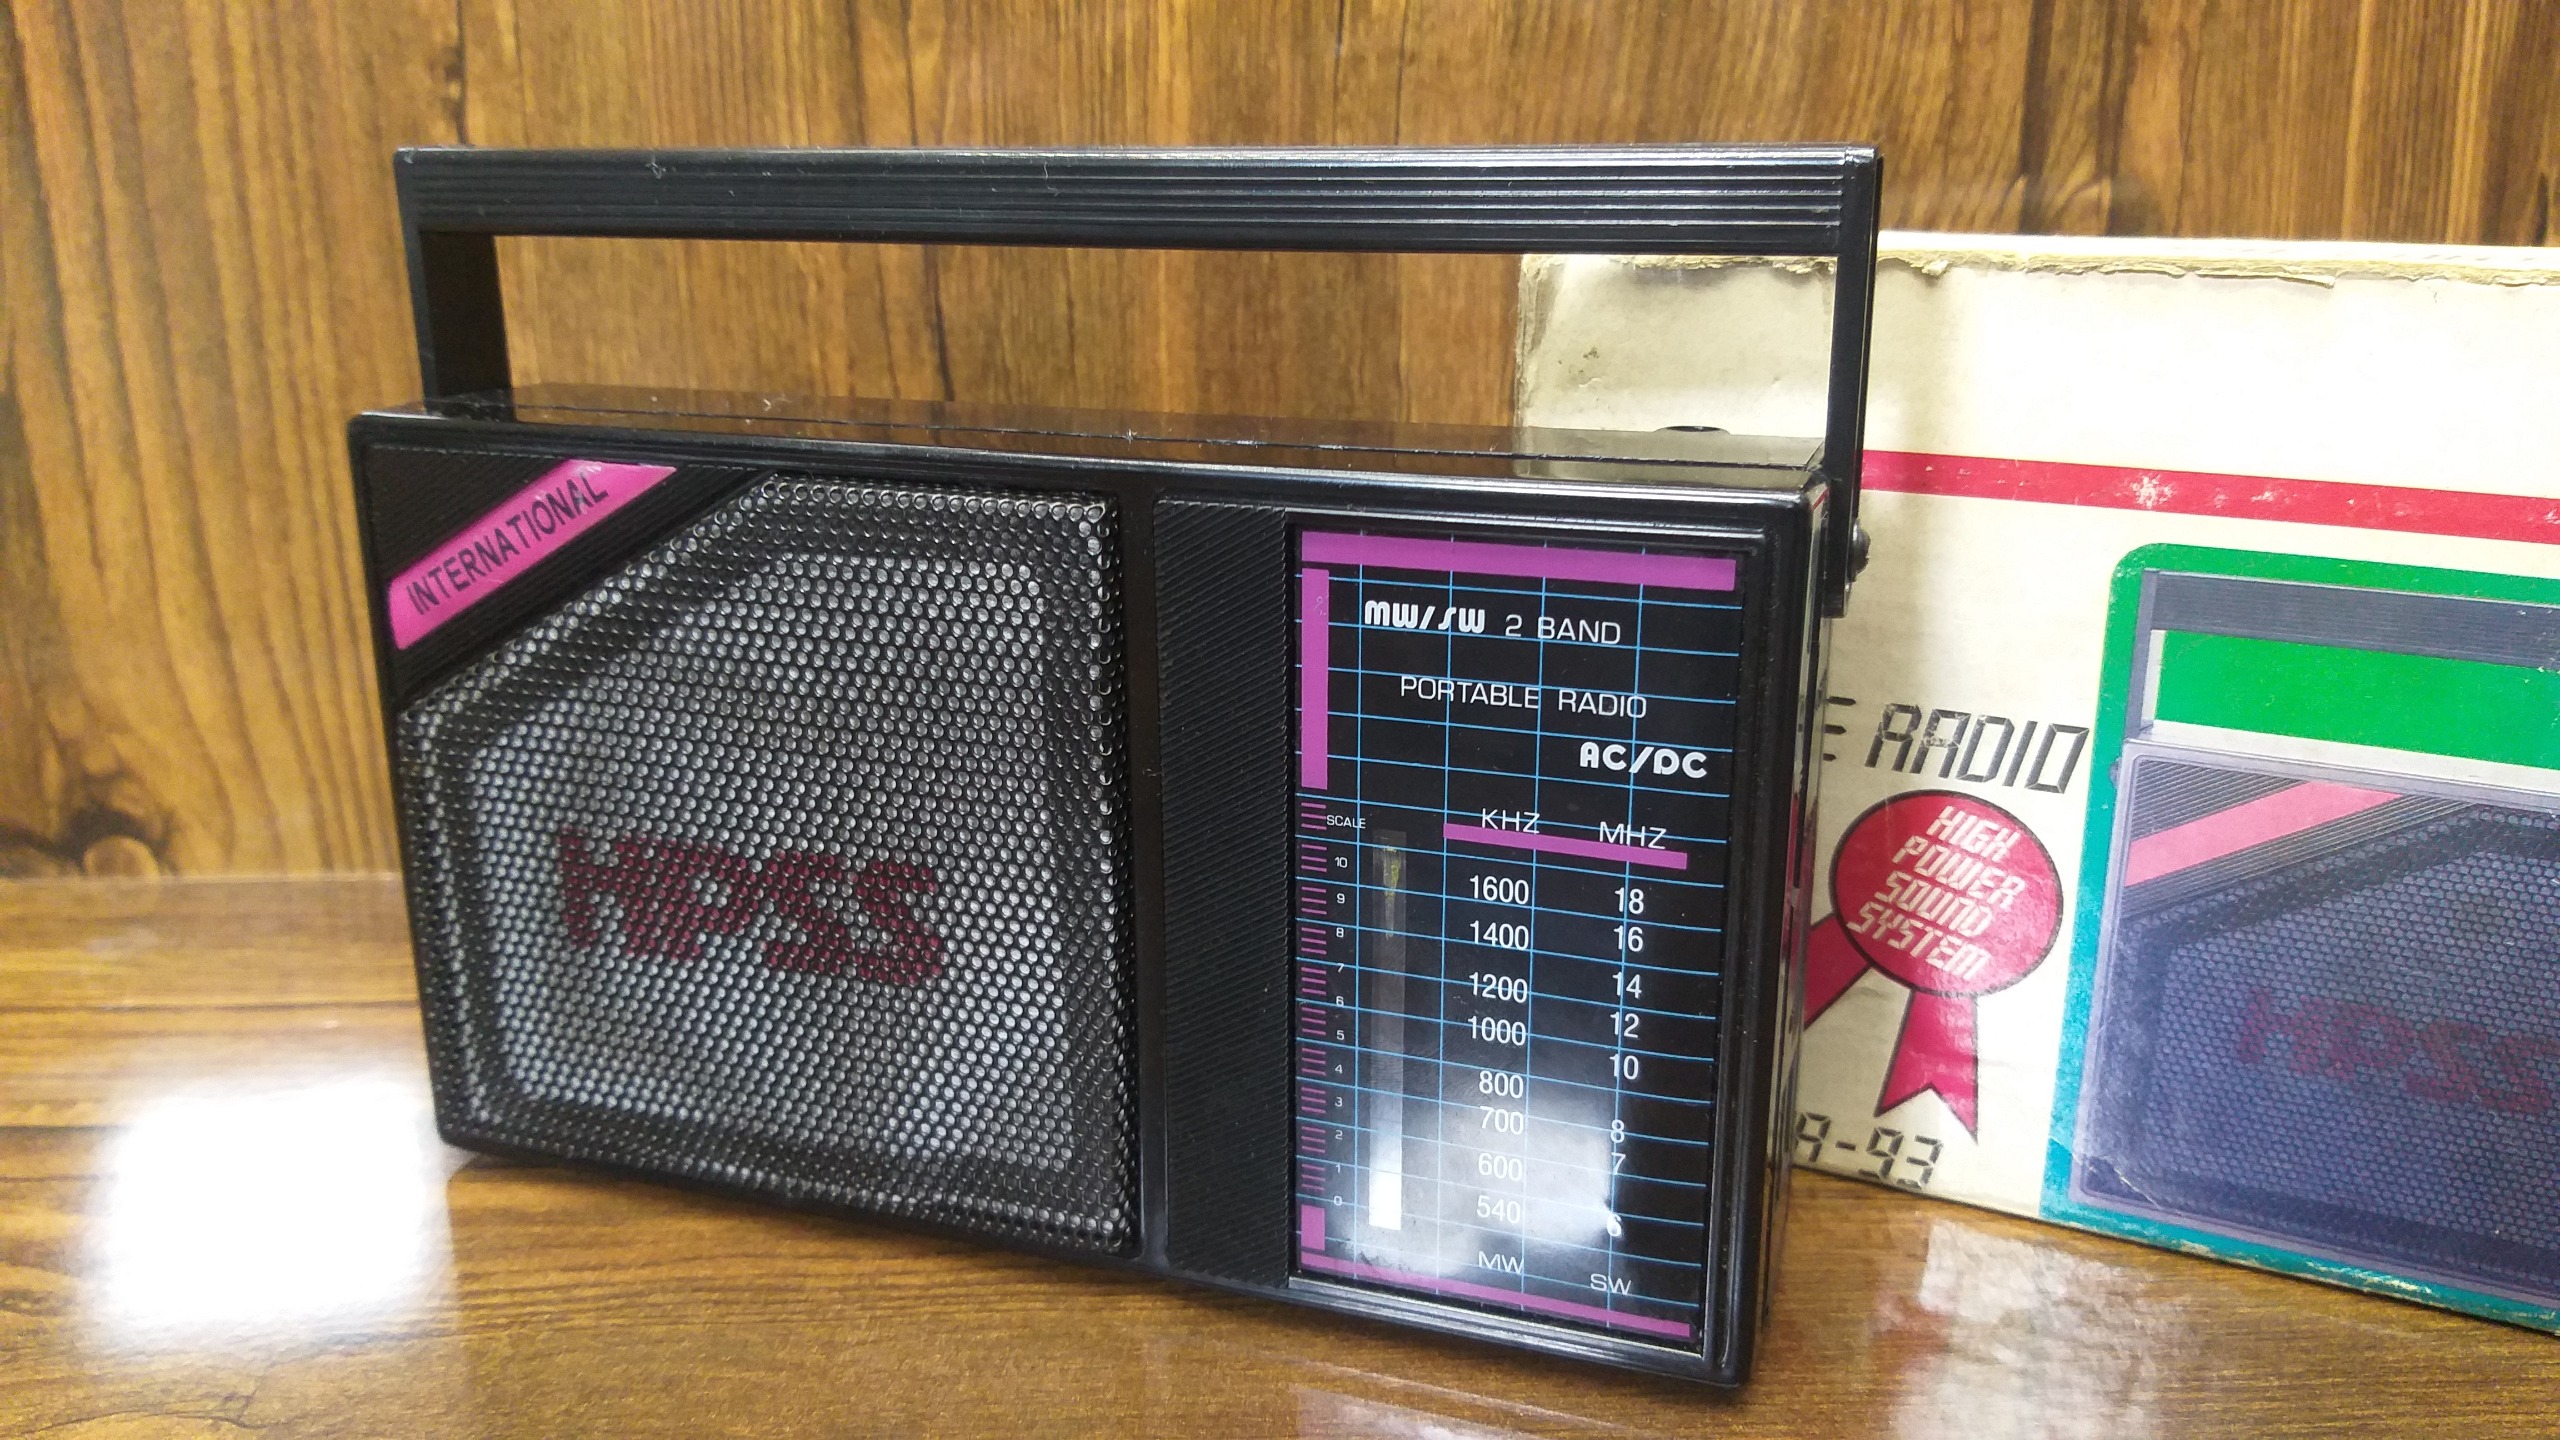 INTERNATIONAL
HPSS
MW/SW 2 BAND
PORTABLE RADIO
AC/DC
SCALE KHZ MHZ
10
9
8
7
6
5
4
3
2
1
0
1600 18
1400 16
1200 14
1000 12
800 10
700 8
600 7
540 6
MW SW
E RADIO
HIGH
POWER
SOUND
SYSTEM
-93
HPSS